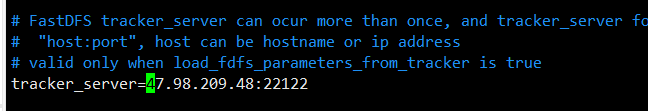 # FastDFS tracker_server can ocur more than once, and tracker_server fo
#  "host:port", host can be hostname or ip address
# valid only when load_fdfs_parameters_from_tracker is true
tracker_server=47.98.209.48:22122